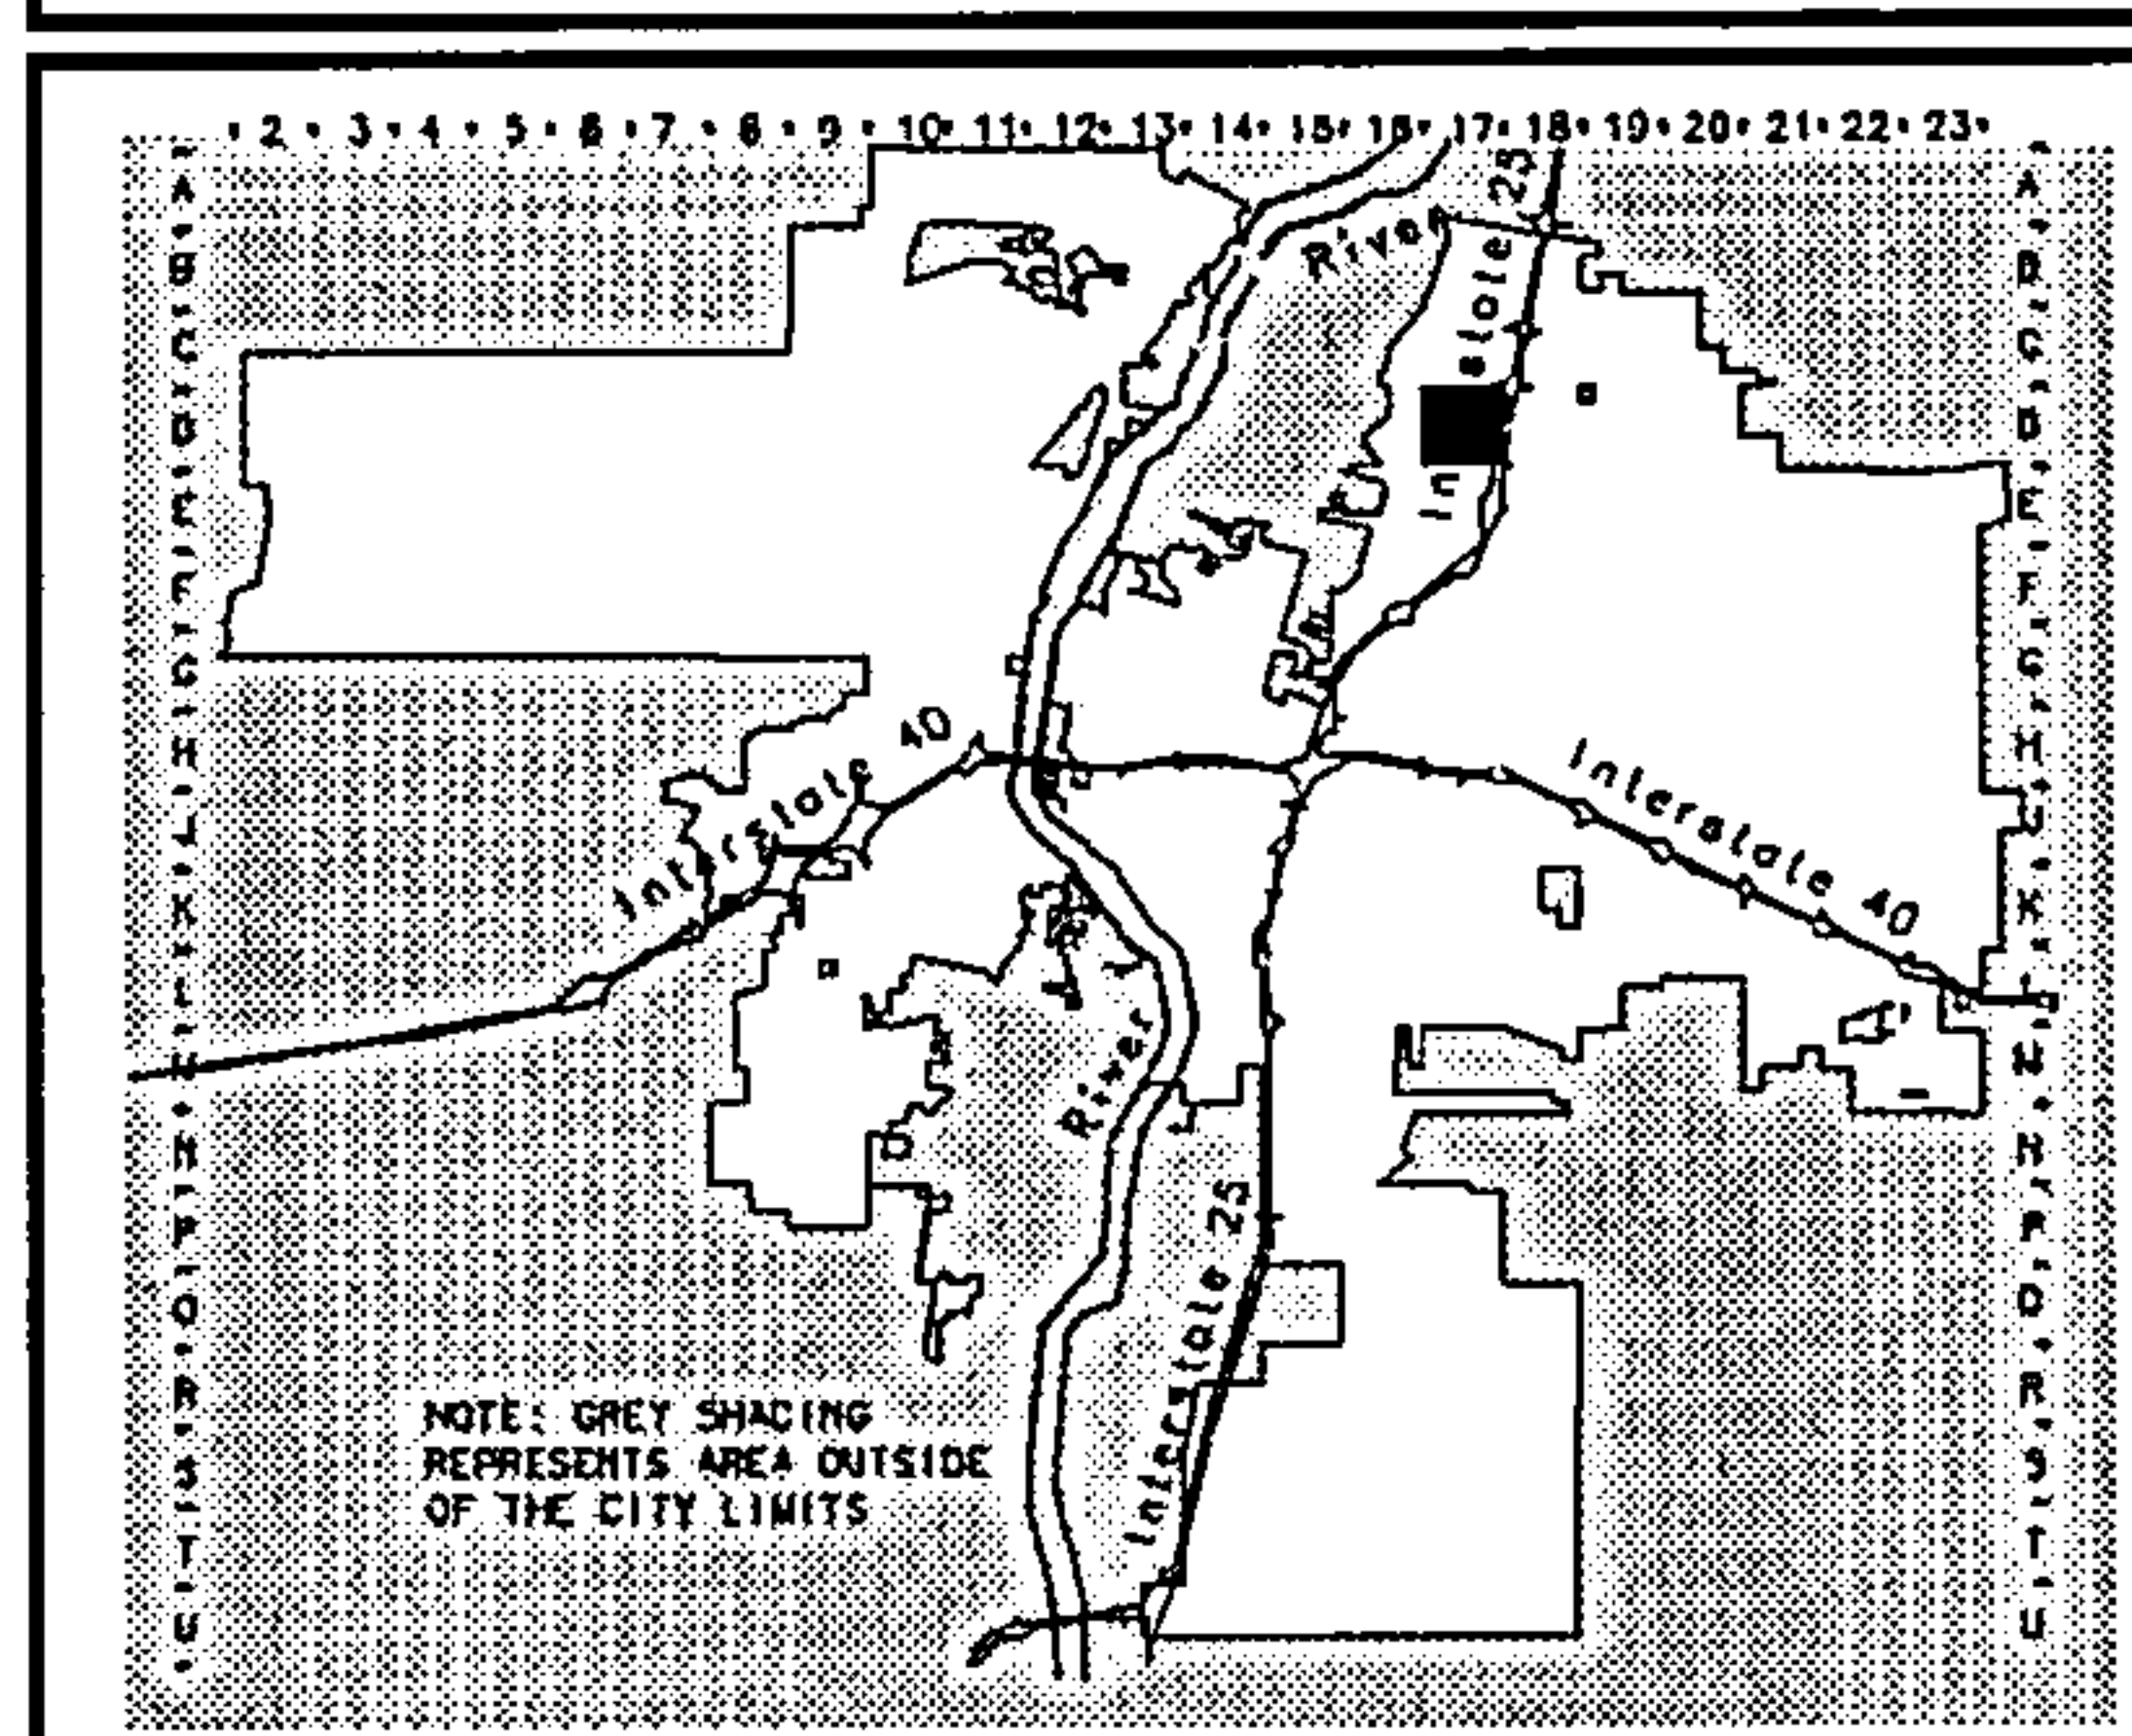 2 3 4 5 6 7 8 9 10 11 12 13 14 15 16 17 18 19 20 21 22 23
A B C D E F G H J K L M N P Q R S T U
A B C D E F G H J K L M N P Q R S T U
River
Interstate 25
Interstate 40
Interstate 40
River
Interstate 25
NOTE: GREY SHADING
REPRESENTS AREA OUTSIDE
OF THE CITY LIMITS